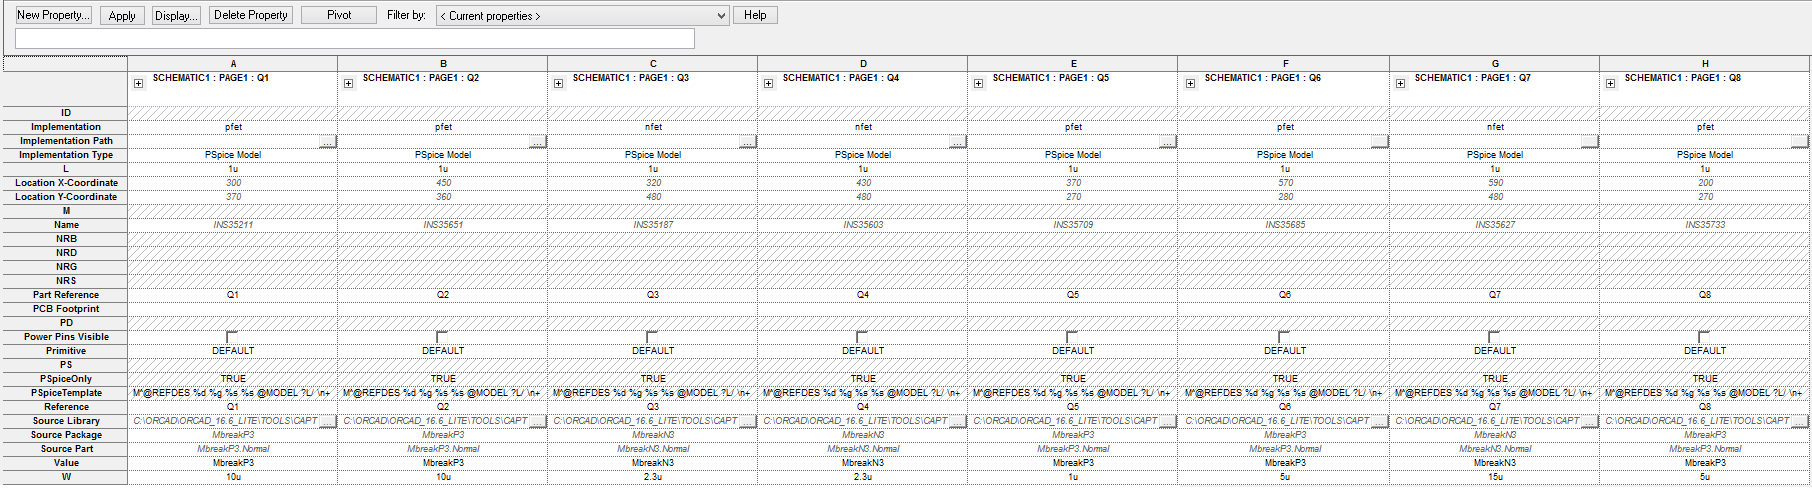 New Property... Apply Display... Delete Property Pivot Filter by: < Current properties > Help
A B C D E F G H
SCHEMATIC1 : PAGE1 : Q1 SCHEMATIC1 : PAGE1 : Q2 SCHEMATIC1 : PAGE1 : Q3 SCHEMATIC1 : PAGE1 : Q4 SCHEMATIC1 : PAGE1 : Q5 SCHEMATIC1 : PAGE1 : Q6 SCHEMATIC1 : PAGE1 : Q7 SCHEMATIC1 : PAGE1 : Q8
ID
Implementation pfet pfet nfet nfet pfet pfet nfet pfet
Implementation Path ... ... ... ... ... ... ... ...
Implementation Type PSpice Model PSpice Model PSpice Model PSpice Model PSpice Model PSpice Model PSpice Model PSpice Model
L 1u 1u 1u 1u 1u 1u 1u 1u
Location X-Coordinate 300 450 320 430 370 570 590 200
Location Y-Coordinate 370 360 480 480 270 280 480 270
M
Name INS35211 INS35651 INS35187 INS35603 INS35709 INS35685 INS35627 INS35733
NRB
NRD
NRG
NRS
Part Reference Q1 Q2 Q3 Q4 Q5 Q6 Q7 Q8
PCB Footprint
PD
Power Pins Visible
Primitive DEFAULT DEFAULT DEFAULT DEFAULT DEFAULT DEFAULT DEFAULT DEFAULT
PS
PSpiceOnly TRUE TRUE TRUE TRUE TRUE TRUE TRUE TRUE
PSpiceTemplate M^@REFDES %d %g %s %s @MODEL ?L/ \n+ M^@REFDES %d %g %s %s @MODEL ?L/ \n+ M^@REFDES %d %g %s %s @MODEL ?L/ \n+ M^@REFDES %d %g %s %s @MODEL ?L/ \n+ M^@REFDES %d %g %s %s @MODEL ?L/ \n+ M^@REFDES %d %g %s %s @MODEL ?L/ \n+ M^@REFDES %d %g %s %s @MODEL ?L/ \n+ M^@REFDES %d %g %s %s @MODEL ?L/ \n+
Reference Q1 Q2 Q3 Q4 Q5 Q6 Q7 Q8
Source Library C:\ORCAD\ORCAD_16.6_LITE\TOOLS\CAPT ... C:\ORCAD\ORCAD_16.6_LITE\TOOLS\CAPT ... C:\ORCAD\ORCAD_16.6_LITE\TOOLS\CAPT ... C:\ORCAD\ORCAD_16.6_LITE\TOOLS\CAPT ... C:\ORCAD\ORCAD_16.6_LITE\TOOLS\CAPT ... C:\ORCAD\ORCAD_16.6_LITE\TOOLS\CAPT ... C:\ORCAD\ORCAD_16.6_LITE\TOOLS\CAPT ... C:\ORCAD\ORCAD_16.6_LITE\TOOLS\CAPT ...
Source Package MbreakP3 MbreakP3 MbreakN3 MbreakN3 MbreakP3 MbreakP3 MbreakN3 MbreakP3
Source Part MbreakP3.Normal MbreakP3.Normal MbreakN3.Normal MbreakN3.Normal MbreakP3.Normal MbreakP3.Normal MbreakN3.Normal MbreakP3.Normal
Value MbreakP3 MbreakP3 MbreakN3 MbreakN3 MbreakP3 MbreakP3 MbreakN3 MbreakP3
W 10u 10u 2.3u 2.3u 1u 5u 15u 5u